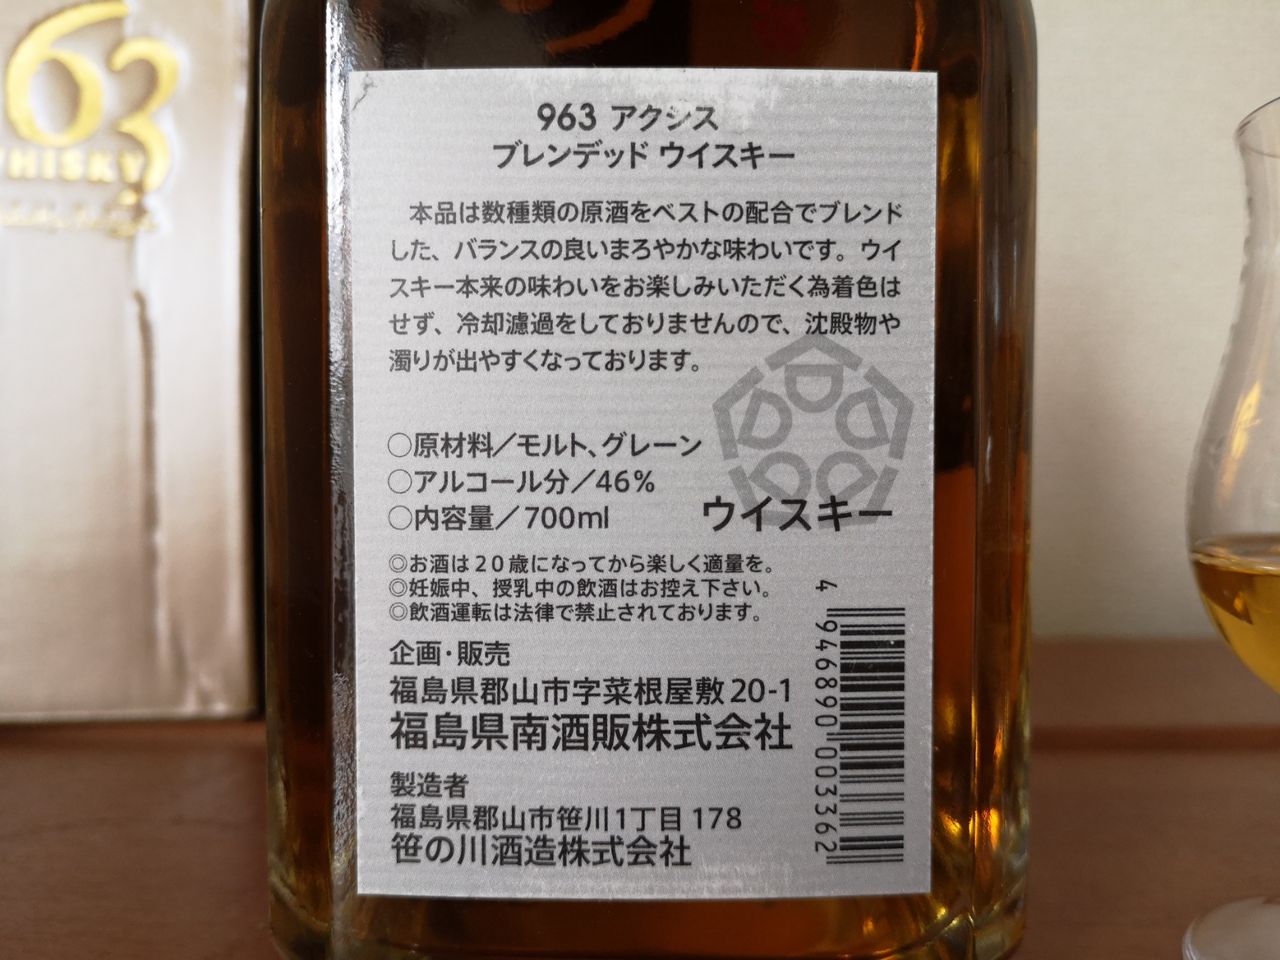 63
WHISKY
963 アクシス
ブレンデッド ウイスキー
本品は数種類の原酒をベストの配合でブレンド
した、バランスの良いまろやかな味わいです。ウイ
スキー本来の味わいをお楽しみいただく為着色は
せず、冷却濾過をしておりませんので、沈殿物や
濁りが出やすくなっております。
○原材料／モルト、グレーン
○アルコール分／46%
○内容量／700ml
ウイスキー
◎お酒は20歳になってから楽しく適量を。
◎妊娠中、授乳中の飲酒はお控え下さい。
◎飲酒運転は法律で禁止されております。
企画・販売
福島県郡山市字菜根屋敷20-1
福島県南酒販株式会社
製造者
福島県郡山市笹川1丁目178
笹の川酒造株式会社
4 946890 003362